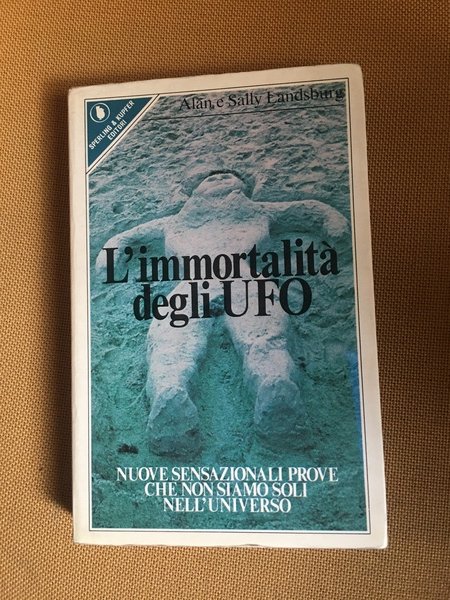 SPERLING & KUPFER
EDITORI
Alan e Sally Landsburg
L'immortalità
degli UFO
NUOVE SENSAZIONALI PROVE
CHE NON SIAMO SOLI
NELL'UNIVERSO